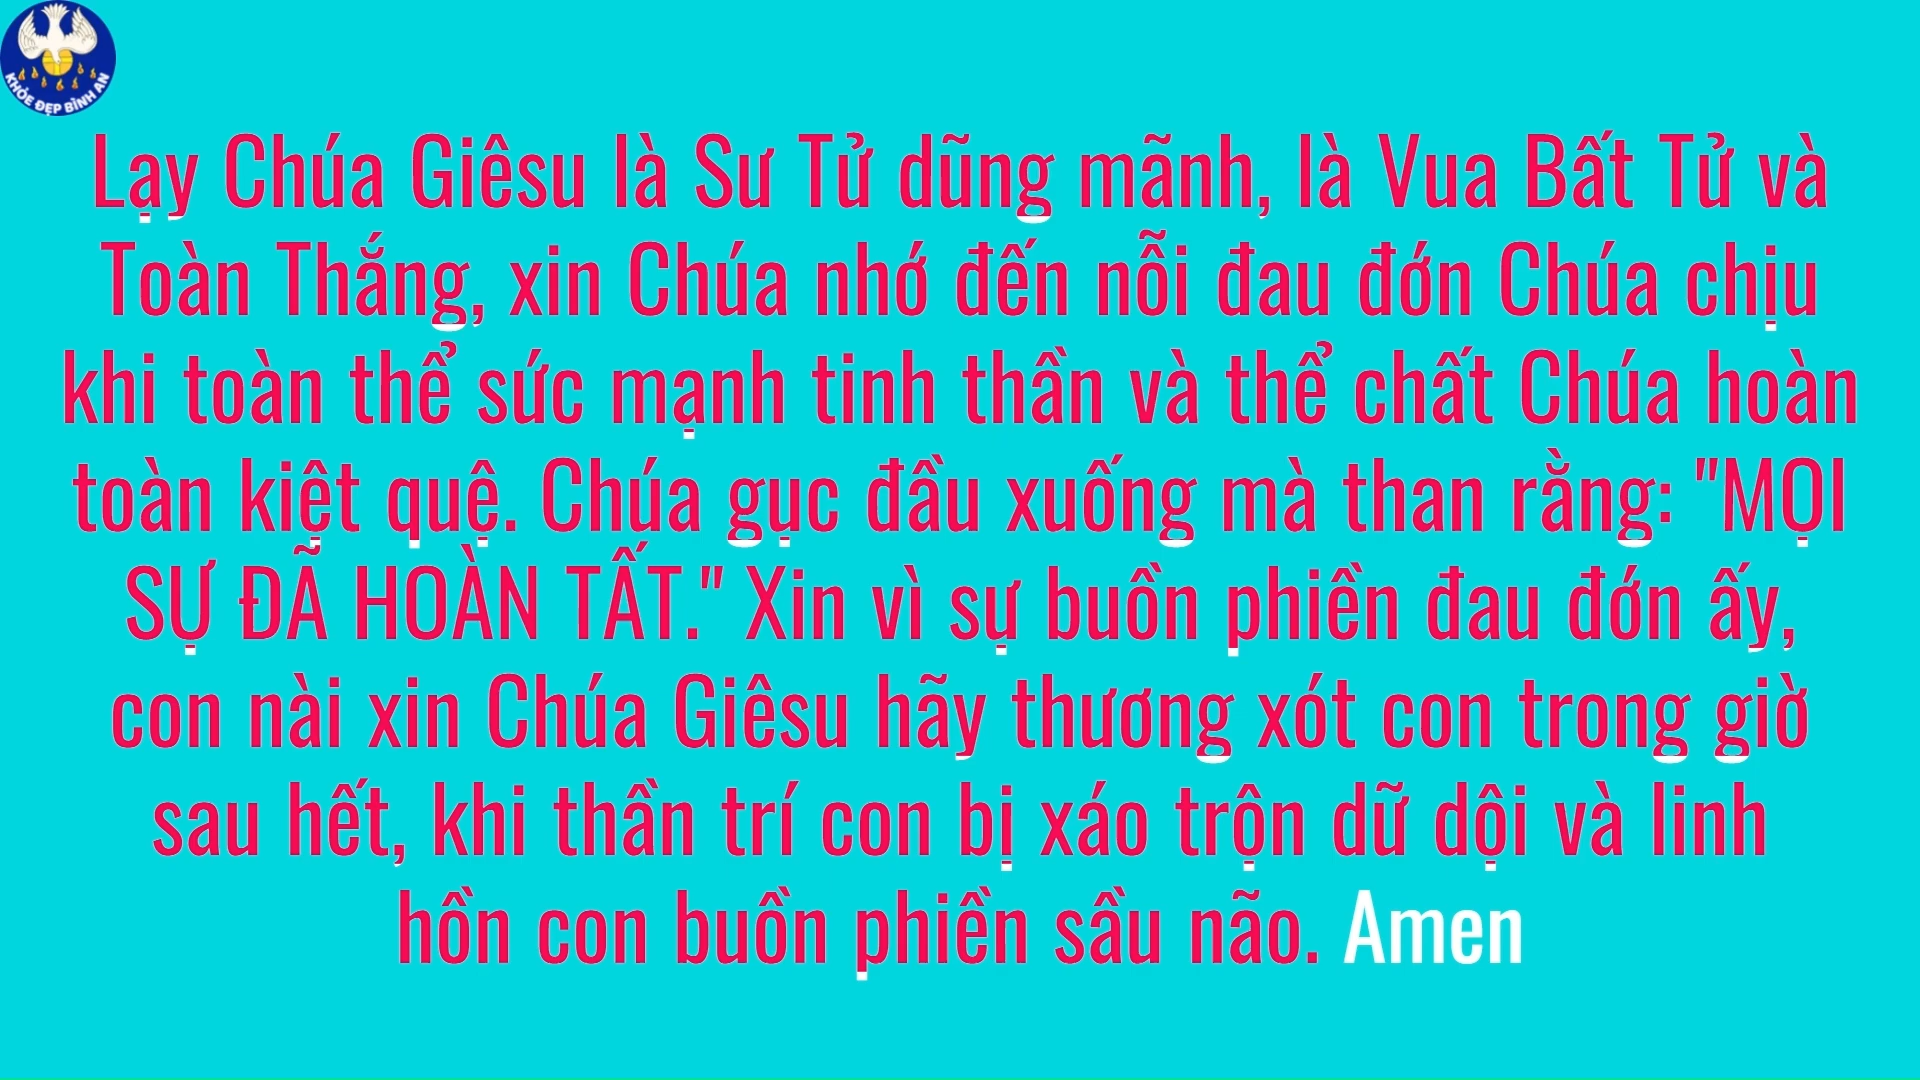 KHỎE ĐẸP BÌNH AN
Lạy Chúa Giêsu là Sư Tử dũng mãnh, là Vua Bất Tử và
Toàn Thắng, xin Chúa nhớ đến nỗi đau đớn Chúa chịu
khi toàn thể sức mạnh tinh thần và thể chất Chúa hoàn
toàn kiệt quệ. Chúa gục đầu xuống mà than rằng: "MỌI
SỰ ĐÃ HOÀN TẤT." Xin vì sự buồn phiền đau đớn ấy,
con nài xin Chúa Giêsu hãy thương xót con trong giờ
sau hết, khi thần trí con bị xáo trộn dữ dội và linh
hồn con buồn phiền sầu não. Amen